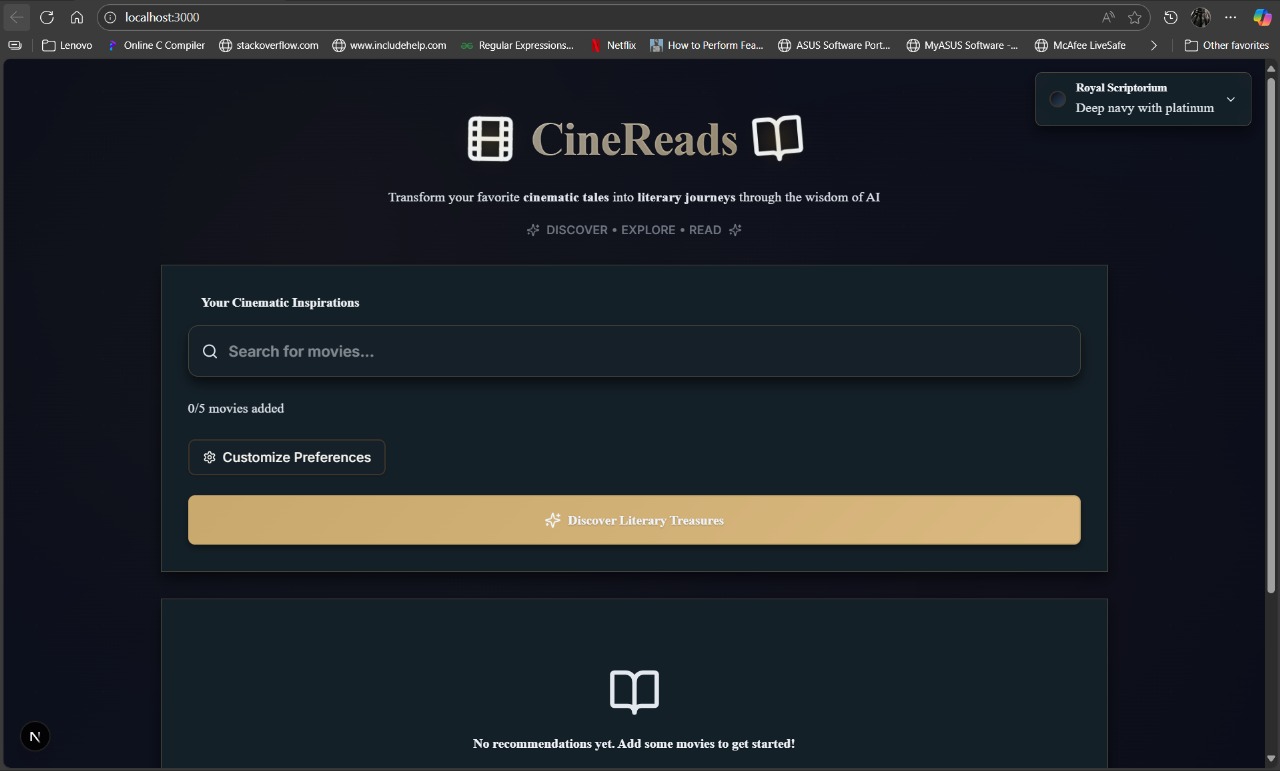 localhost:3000
Lenovo
Online C Compiler
stackoverflow.com
www.includehelp.com
Regular Expressions...
Netflix
How to Perform Fea...
ASUS Software Port...
MyASUS Software -...
McAfee LiveSafe
Other favorites
Royal Scriptorium
Deep navy with platinum
CineReads
Transform your favorite cinematic tales into literary journeys through the wisdom of AI
DISCOVER • EXPLORE • READ
Your Cinematic Inspirations
Search for movies...
0/5 movies added
Customize Preferences
Discover Literary Treasures
No recommendations yet. Add some movies to get started!
N